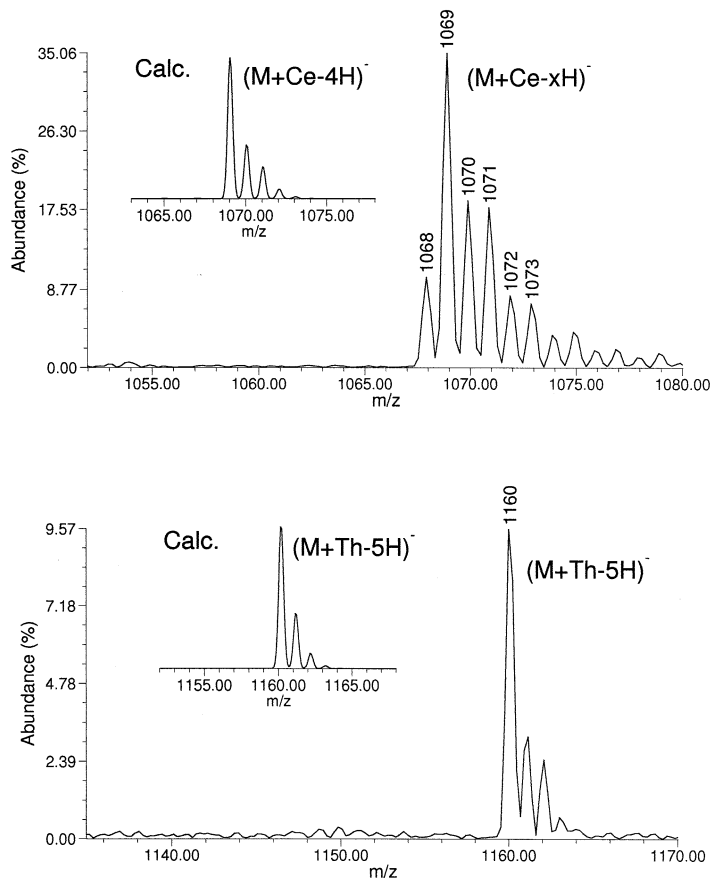 35.06
26.30
17.53
8.77
0.00
Abundance (%)
Calc.
(M+Ce-4H)-
1065.00 1070.00 1075.00
m/z
(M+Ce-xH)-
1068
1069
1070
1071
1072
1073
1055.00 1060.00 1065.00 1070.00 1075.00 1080.00
m/z
9.57
7.18
4.78
2.39
0.00
Abundance (%)
Calc.
(M+Th-5H)-
1155.00 1160.00 1165.00
m/z
1160
(M+Th-5H)-
1140.00 1150.00 1160.00 1170.00
m/z